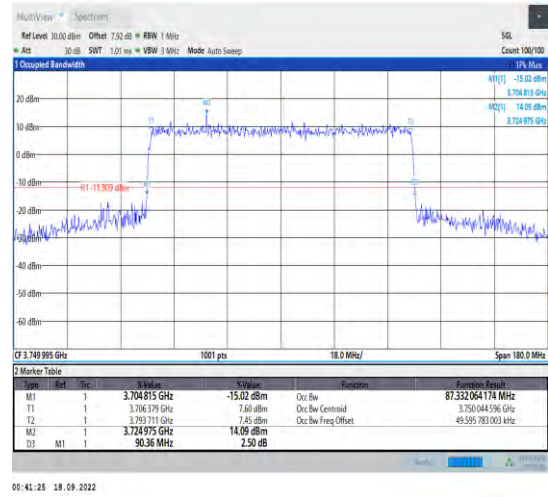 MultiView Spectrum
Ref Level 30.00 dBm Offset 7.92 dB RBW 1 MHz SGL
Att 30 dB SWT 1.01 ms VBW 3 MHz Mode Auto Sweep Count 100/100
1 Occupied Bandwidth 1Pk Max
M1[1] -15.02 dBm
3.704 815 GHz
M2[1] 14.09 dBm
3.724 975 GHz
20 dBm
M2
T1 T2
10 dBm
0 dBm
-10 dBm
H1 -11.909 dBm
M1
-20 dBm
-30 dBm
-40 dBm
-50 dBm
-60 dBm
CF 3.749 995 GHz 1001 pts 18.0 MHz/ Span 180.0 MHz
2 Marker Table
Type Ref Trc X-Value Y-Value Function Function Result
M1 1 3.704 815 GHz -15.02 dBm Occ Bw 87.332 064 174 MHz
T1 1 3.706 379 GHz 7.60 dBm Occ Bw Centroid 3.750 044 596 GHz
T2 1 3.793 711 GHz 7.45 dBm Occ Bw Freq Offset 49.595 783 003 kHz
M2 1 3.724 975 GHz 14.09 dBm
D3 M1 1 90.36 MHz 2.50 dB
00:41:25 18.09.2022